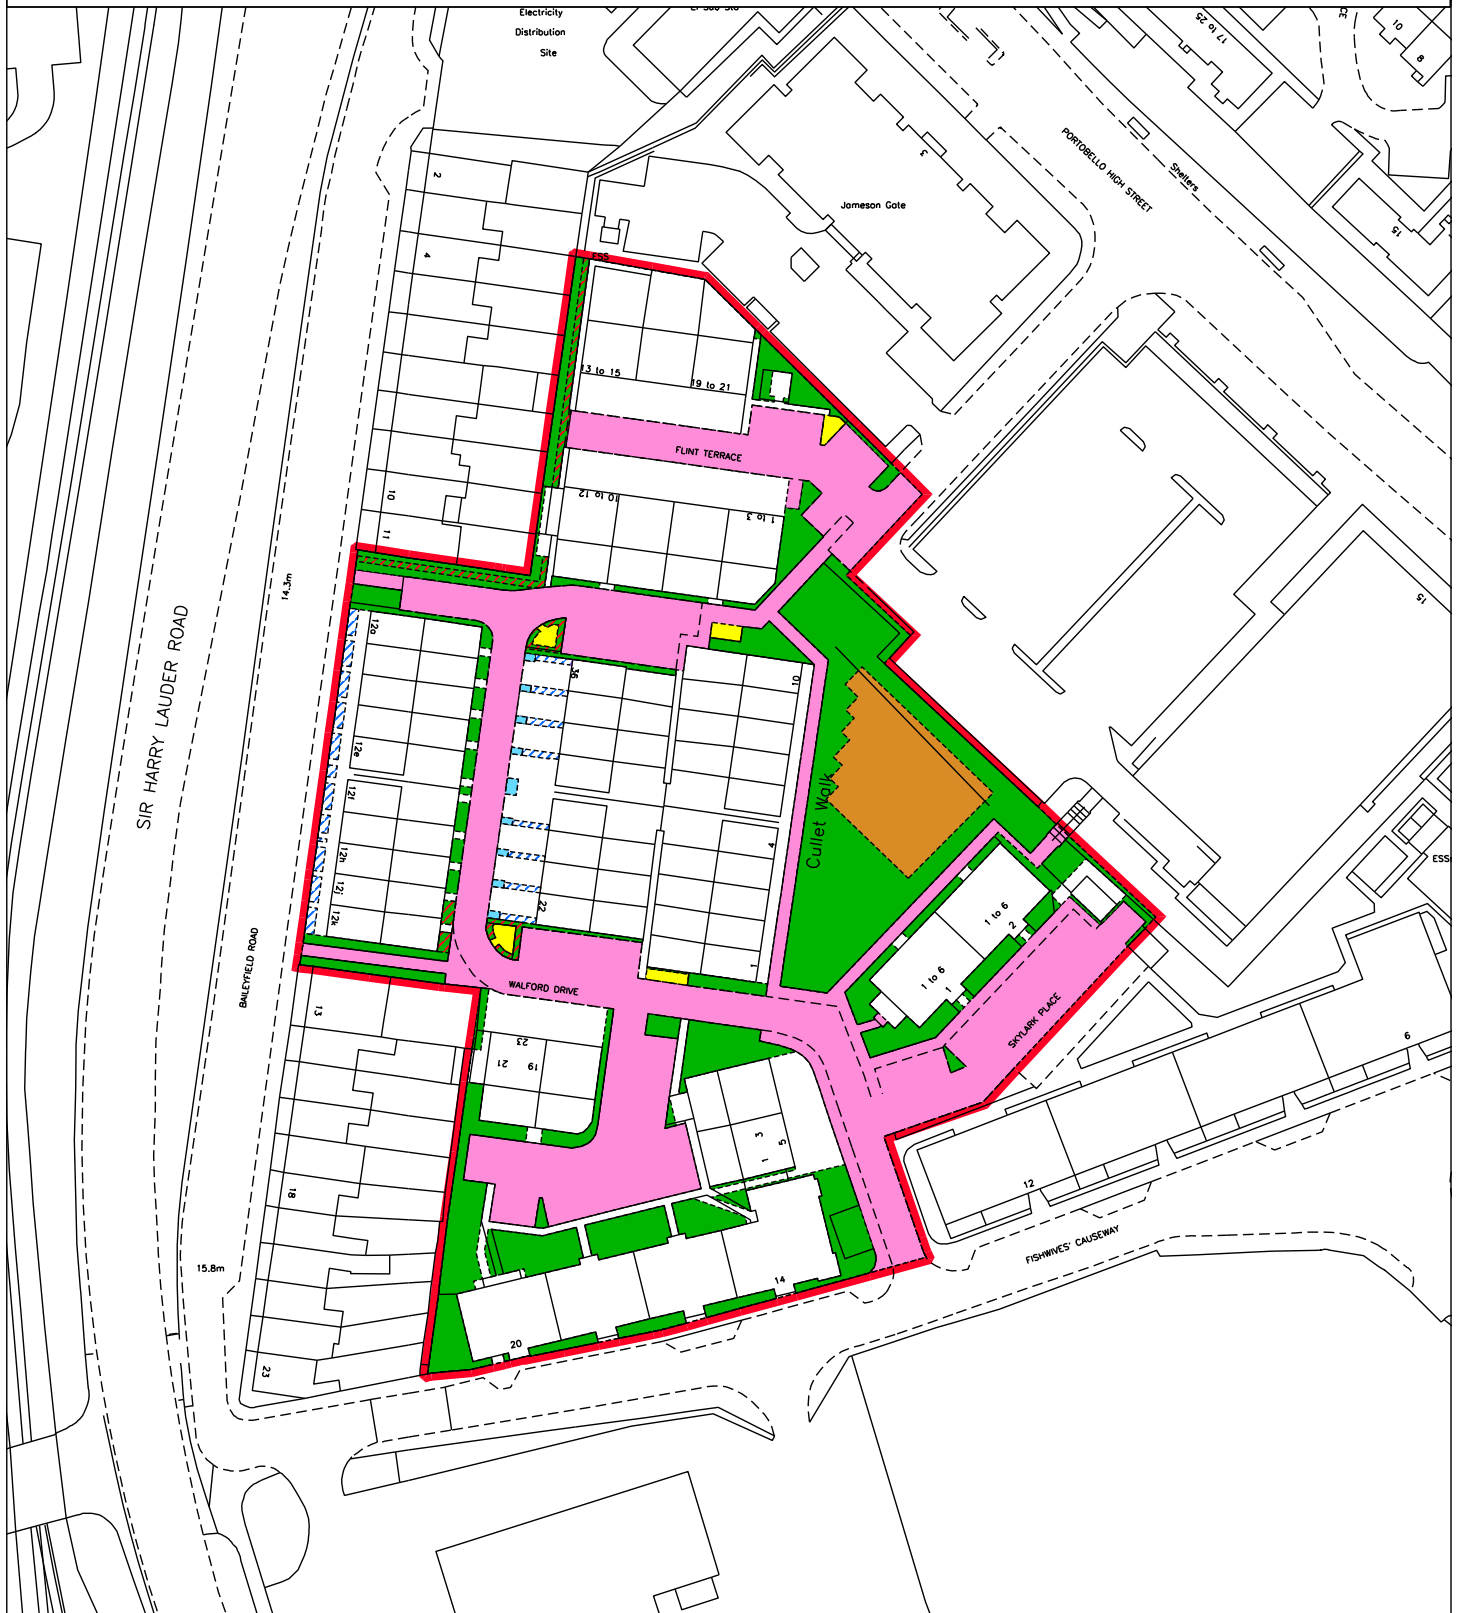 Electricity
Distribution
Site
17 to 25
10
8
PORTOBELLO HIGH STREET
Shelters
15
3
Jameson Gate
2
4
ESS
13 to 15
19 to 21
FLINT TERRACE
10 to 12
1 to 3
10
11
14.3m
SIR HARRY LAUDER ROAD
12a
12e
12f
12h
12j
12k
36
22
10
4
1
Cullet Walk
15
ESS
1 to 6
2
1 to 6
1
SKYLARK PLACE
BAILEYFIELD ROAD
WALFORD DRIVE
13
23
21
19
3
1
5
6
12
FISHWIVES' CAUSEWAY
18
15.8m
14
20
23